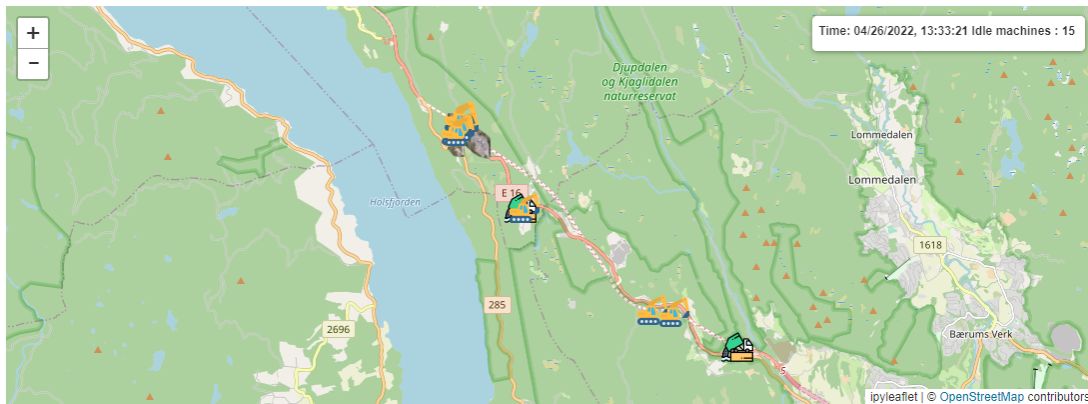 +
−
Time: 04/26/2022, 13:33:21 Idle machines : 15
Djupdalen
og Kjaglidalen
naturreservat
Lommedalen
Lommedalen
E 16
Holsfjorden
1618
285
2696
Bærums Verk
5
ipyleaflet | © OpenStreetMap contributors